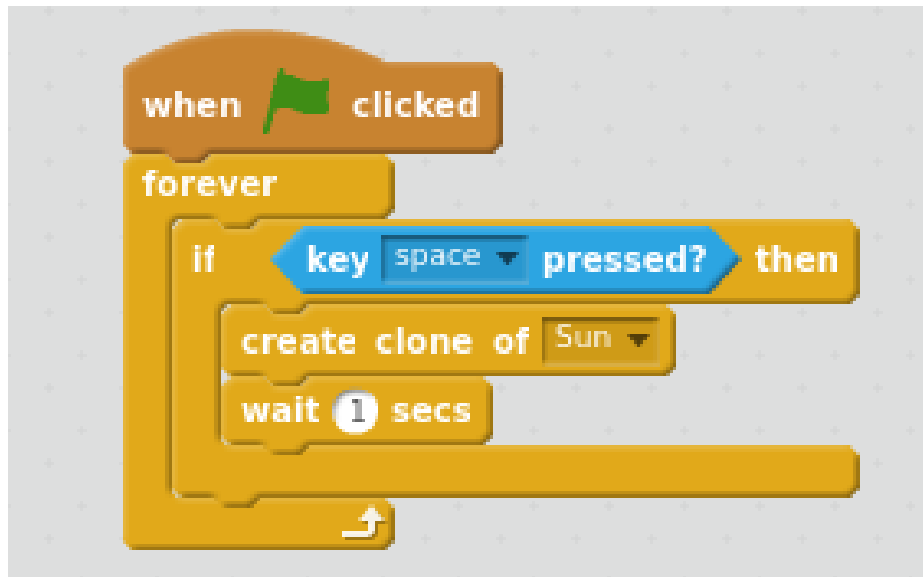 when clicked
forever
if key space pressed? then
create clone of Sun
wait 1 secs